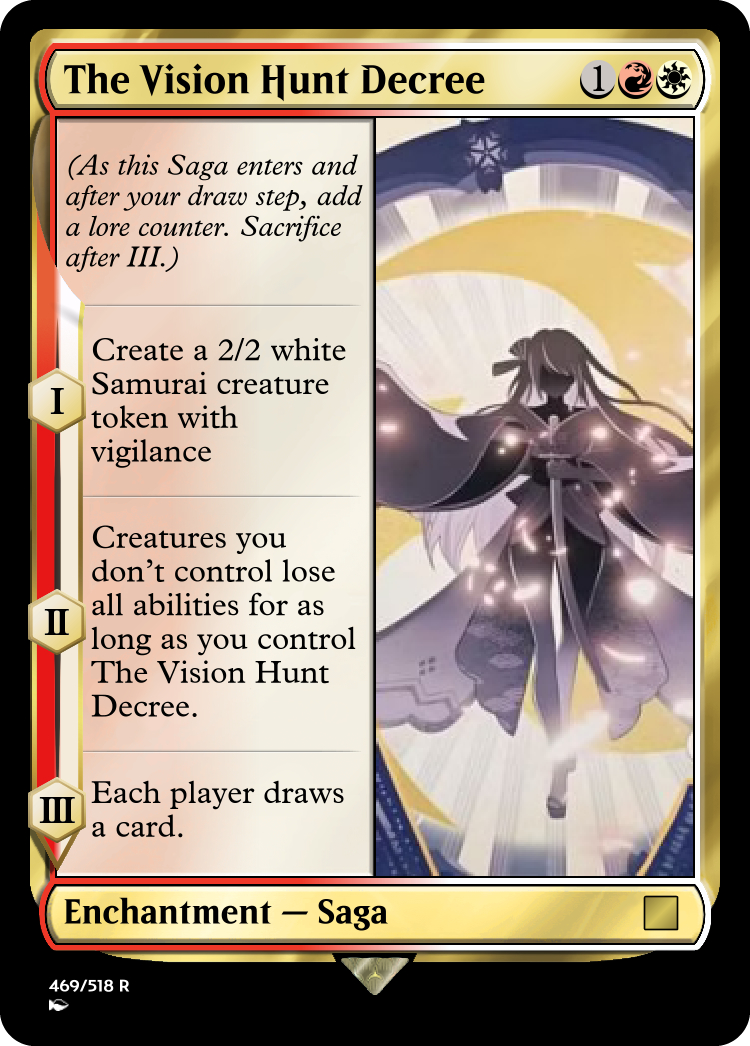 The Vision Hunt Decree 1
(As this Saga enters and
after your draw step, add
a lore counter. Sacrifice
after III.)
I
Create a 2/2 white
Samurai creature
token with
vigilance
II
Creatures you
don't control lose
all abilities for as
long as you control
The Vision Hunt
Decree.
III
Each player draws
a card.
Enchantment — Saga
469/518 R